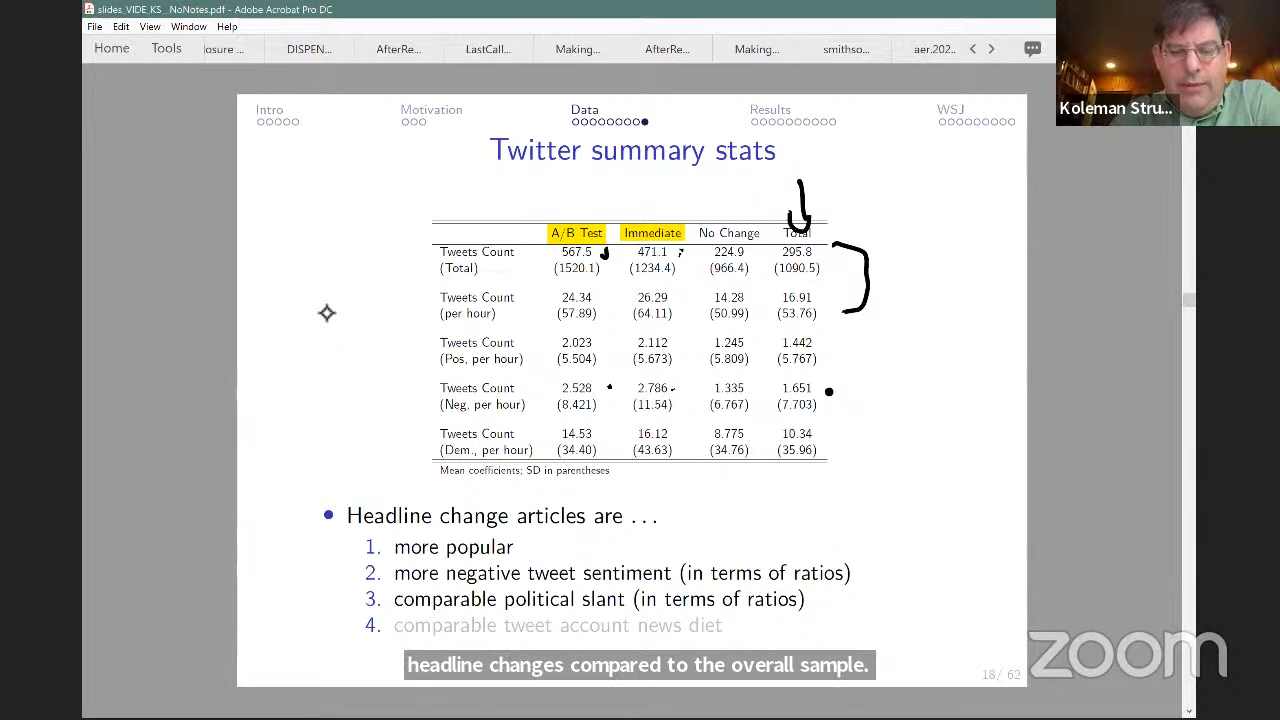 slides_VIDE_KS_NoNotes.pdf - Adobe Acrobat Pro DC
File Edit View Window Help
Home Tools losure ... DISPEN... AfterRe... LastCall... Making... AfterRe... Making... smithso... aer.202...
Koleman Stru...
Intro Motivation Data Results WSJ
Twitter summary stats
A/B Test Immediate No Change Total
Tweets Count 567.5 471.1 224.9 295.8
(Total) (1520.1) (1234.4) (966.4) (1090.5)
Tweets Count 24.34 26.29 14.28 16.91
(per hour) (57.89) (64.11) (50.99) (53.76)
Tweets Count 2.023 2.112 1.245 1.442
(Pos, per hour) (5.504) (5.673) (5.809) (5.767)
Tweets Count 2.528 2.786 1.335 1.651
(Neg. per hour) (8.421) (11.54) (6.767) (7.703)
Tweets Count 14.53 16.12 8.775 10.34
(Dem., per hour) (34.40) (43.63) (34.76) (35.96)
Mean coefficients; SD in parentheses
• Headline change articles are . . .
1. more popular
2. more negative tweet sentiment (in terms of ratios)
3. comparable political slant (in terms of ratios)
4. comparable tweet account news diet
headline changes compared to the overall sample.
zoom
18/ 62